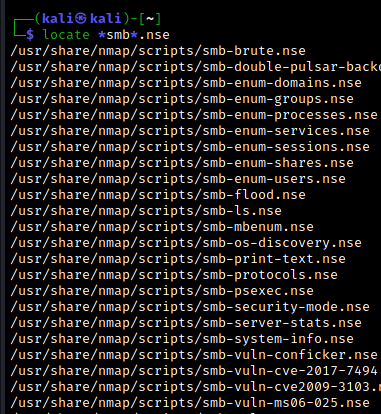 ┌──(kali㉿kali)-[~]
└─$ locate *smb*.nse
/usr/share/nmap/scripts/smb-brute.nse
/usr/share/nmap/scripts/smb-double-pulsar-backd
/usr/share/nmap/scripts/smb-enum-domains.nse
/usr/share/nmap/scripts/smb-enum-groups.nse
/usr/share/nmap/scripts/smb-enum-processes.nse
/usr/share/nmap/scripts/smb-enum-services.nse
/usr/share/nmap/scripts/smb-enum-sessions.nse
/usr/share/nmap/scripts/smb-enum-shares.nse
/usr/share/nmap/scripts/smb-enum-users.nse
/usr/share/nmap/scripts/smb-flood.nse
/usr/share/nmap/scripts/smb-ls.nse
/usr/share/nmap/scripts/smb-mbenum.nse
/usr/share/nmap/scripts/smb-os-discovery.nse
/usr/share/nmap/scripts/smb-print-text.nse
/usr/share/nmap/scripts/smb-protocols.nse
/usr/share/nmap/scripts/smb-psexec.nse
/usr/share/nmap/scripts/smb-security-mode.nse
/usr/share/nmap/scripts/smb-server-stats.nse
/usr/share/nmap/scripts/smb-system-info.nse
/usr/share/nmap/scripts/smb-vuln-conficker.nse
/usr/share/nmap/scripts/smb-vuln-cve-2017-7494
/usr/share/nmap/scripts/smb-vuln-cve2009-3103.n
/usr/share/nmap/scripts/smb-vuln-ms06-025.nse